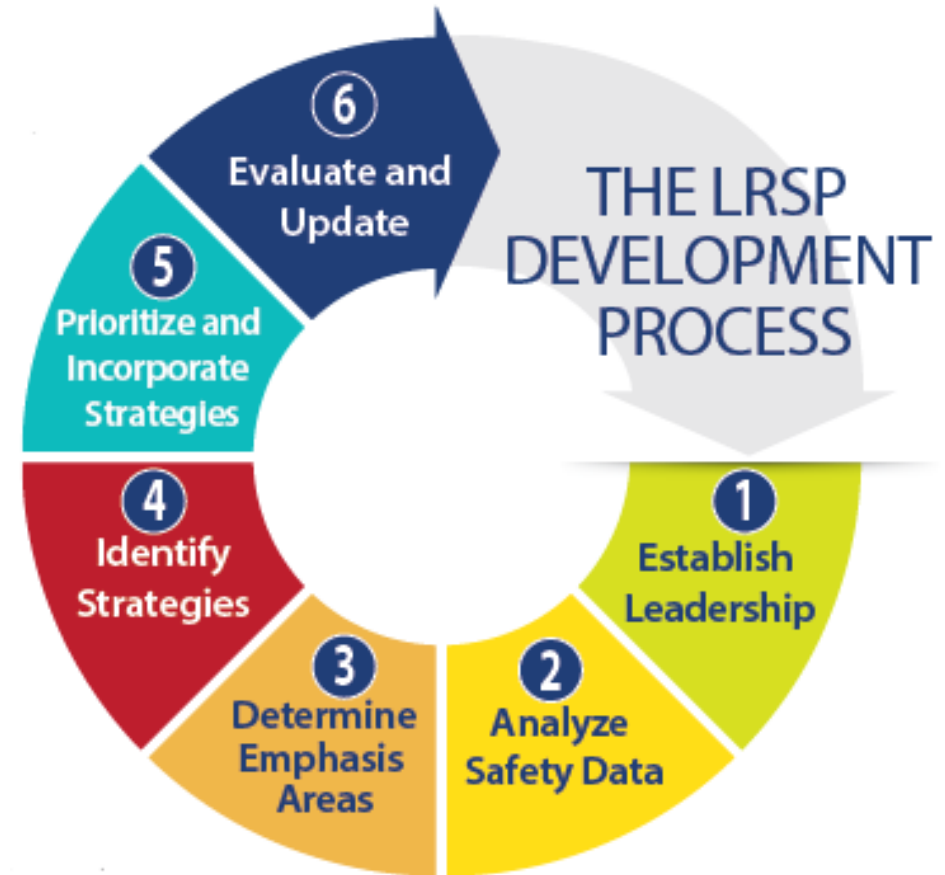 THE LRSP
DEVELOPMENT
PROCESS
1
Establish
Leadership
2
Analyze
Safety Data
3
Determine
Emphasis
Areas
4
Identify
Strategies
5
Prioritize and
Incorporate
Strategies
6
Evaluate and
Update